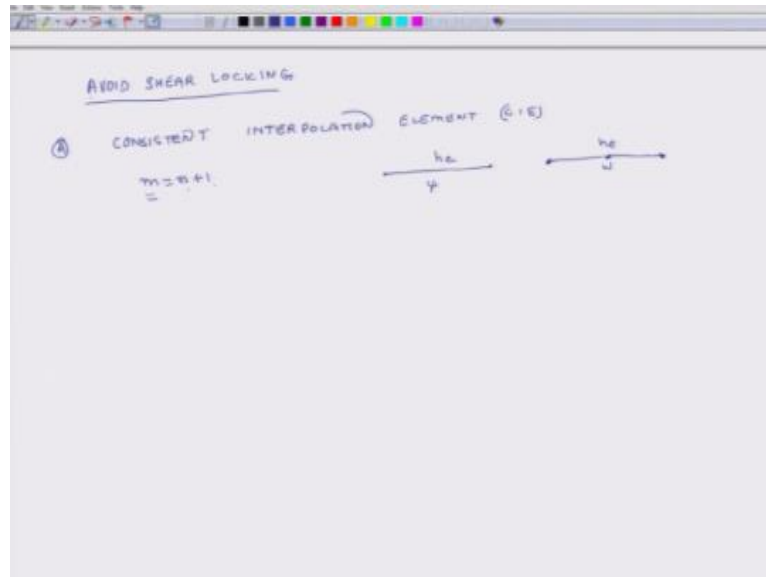 AVOID SHEAR LOCKING
Ⓐ CONSISTENT INTERPOLATION ELEMENT (CIE)
m = n+1
he
ψ
he
w